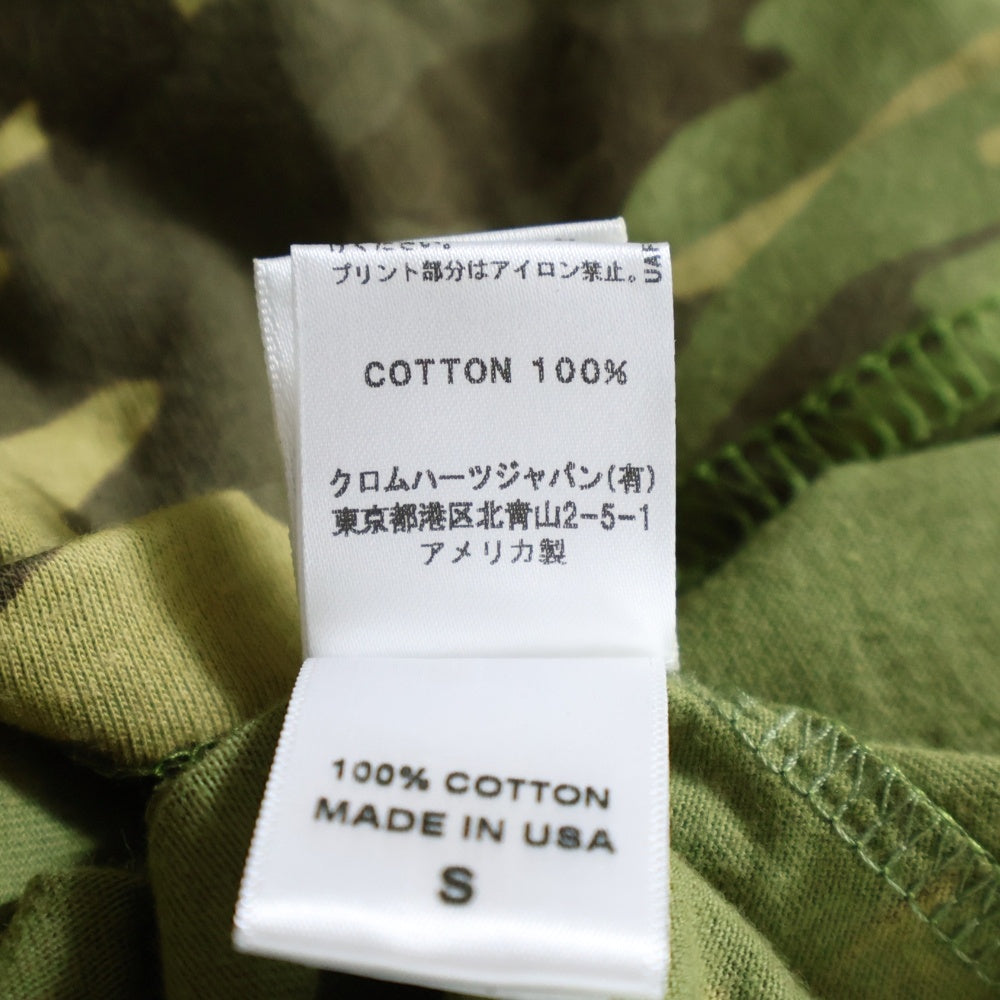 プリント部分はアイロン禁止。
COTTON 100%
クロムハーツジャパン(有)
東京都港区北青山2-5-1
アメリカ製
100% COTTON
MADE IN USA
S